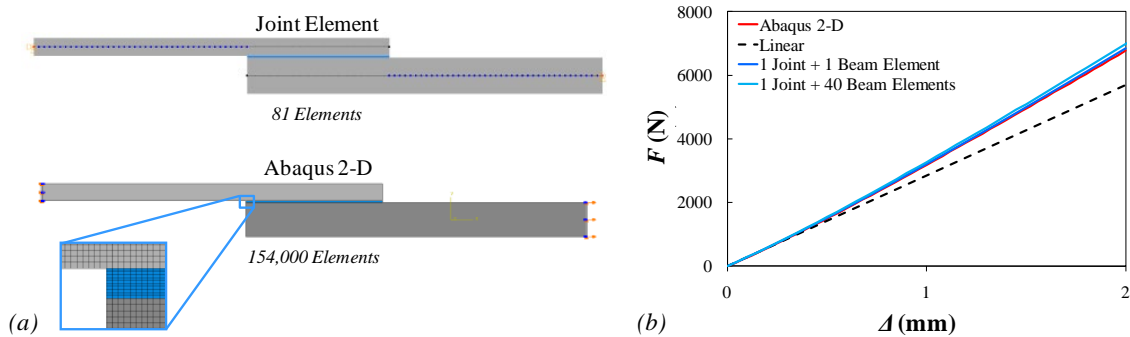 Joint Element
81 Elements
Abaqus 2-D
154,000 Elements
(a)
8000
6000
4000
2000
0
F (N)
Abaqus 2-D
Linear
1 Joint + 1 Beam Element
1 Joint + 40 Beam Elements
0 1 2
Δ (mm)
(b)